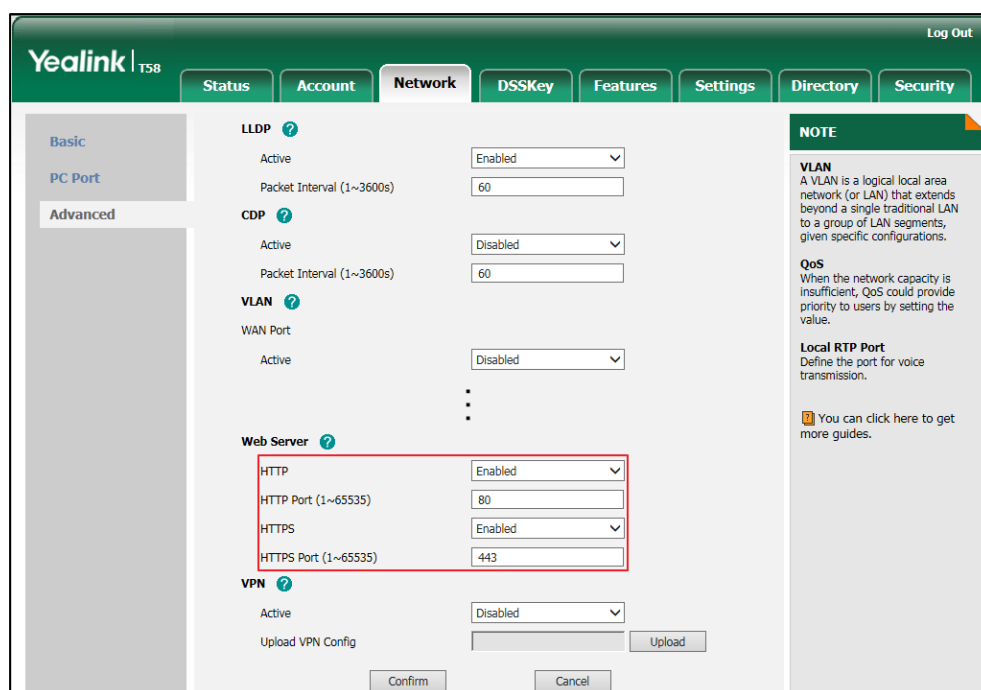 Log Out
Yealink | T58
Status Account Network DSSKey Features Settings Directory Security
Basic
PC Port
Advanced
LLDP ?
Active Enabled
Packet Interval (1~3600s) 60
CDP ?
Active Disabled
Packet Interval (1~3600s) 60
VLAN ?
WAN Port
Active Disabled
Web Server ?
HTTP Enabled
HTTP Port (1~65535) 80
HTTPS Enabled
HTTPS Port (1~65535) 443
VPN ?
Active Disabled
Upload VPN Config Upload
Confirm Cancel
NOTE
VLAN
A VLAN is a logical local area
network (or LAN) that extends
beyond a single traditional LAN
to a group of LAN segments,
given specific configurations.
QoS
When the network capacity is
insufficient, QoS could provide
priority to users by setting the
value.
Local RTP Port
Define the port for voice
transmission.
? You can click here to get
more guides.